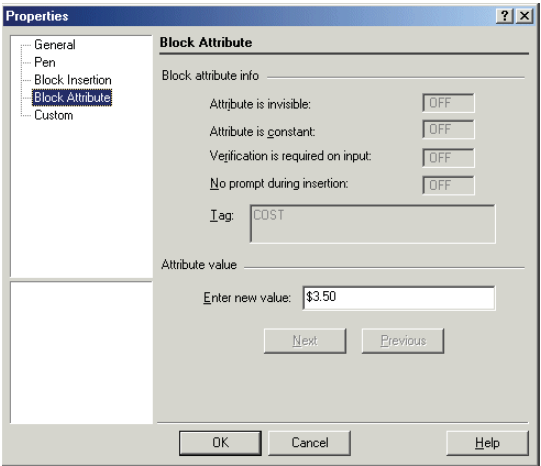 Properties
General
Pen
Block Insertion
Block Attribute
Custom
Block Attribute
Block attribute info
Attribute is invisible: OFF
Attribute is constant: OFF
Verification is required on input: OFF
No prompt during insertion: OFF
Tag: COST
Attribute value
Enter new value: $3.50
Next Previous
OK Cancel Help